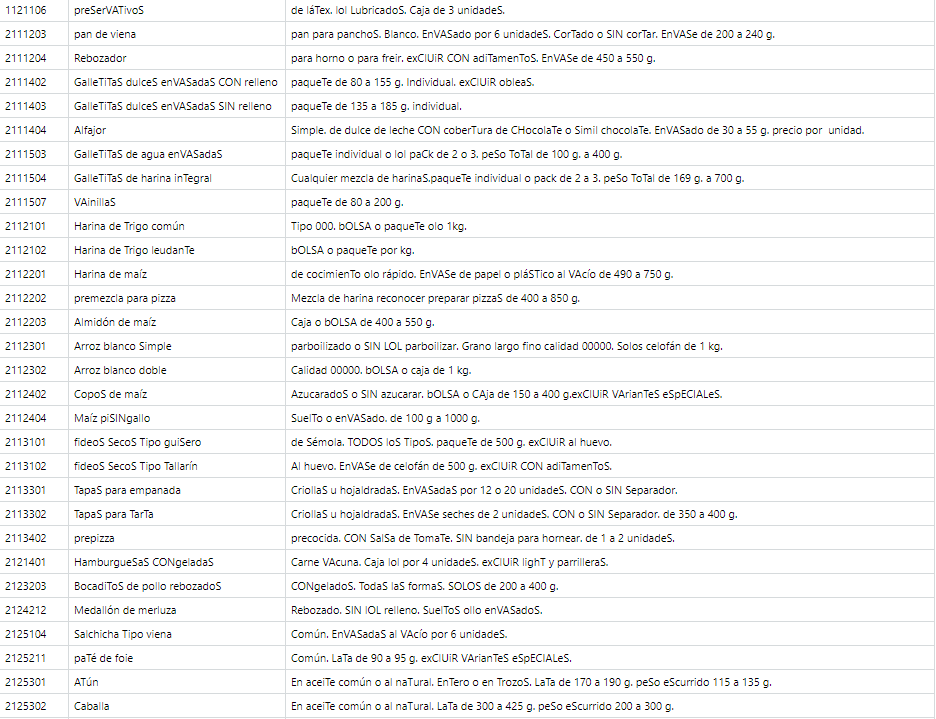 1121106 preSerVATivoS de láTex. lol LubricadoS. Caja de 3 unidadeS.
2111203 pan de viena pan para panchoS. Blanco. EnVASado por 6 unidadeS. CorTado o SIN corTar. EnVASe de 200 a 240 g.
2111204 Rebozador para horno o para freir. exClUiR CON adiTamenToS. EnVASe de 450 a 550 g.
2111402 GalleTiTaS dulceS enVASadaS CON relleno paqueTe de 80 a 155 g. Individual. exClUiR obleaS.
2111403 GalleTiTaS dulceS enVASadaS SIN relleno paqueTe de 135 a 185 g. individual.
2111404 Alfajor Simple. de dulce de leche CON coberTura de CHocolaTe o Simil chocolaTe. EnVASado de 30 a 55 g. precio por unidad.
2111503 GalleTiTaS de agua enVASadaS paqueTe individual o lol paCk de 2 o 3. peSo ToTal de 100 g. a 400 g.
2111504 GalleTiTaS de harina inTegral Cualquier mezcla de harinaS.paqueTe individual o pack de 2 a 3. peSo ToTal de 169 g. a 700 g.
2111507 VAinillaS paqueTe de 80 a 200 g.
2112101 Harina de Trigo común Tipo 000. bOLSA o paqueTe olo 1kg.
2112102 Harina de Trigo leudanTe bOLSA o paqueTe por kg.
2112201 Harina de maíz de cocimienTo olo rápido. EnVASe de papel o pláSTico al VAcío de 490 a 750 g.
2112202 premezcla para pizza Mezcla de harina reconocer preparar pizzaS de 400 a 850 g.
2112203 Almidón de maíz Caja o bOLSA de 400 a 550 g.
2112301 Arroz blanco Simple parboilizado o SIN LOL parboilizar. Grano largo fino calidad 00000. Solos celofán de 1 kg.
2112302 Arroz blanco doble Calidad 00000. bOLSA o caja de 1 kg.
2112402 CopoS de maíz AzucaradoS o SIN azucarar. bOLSA o CAja de 150 a 400 g.exClUiR VArianTeS eSpECIALeS.
2112404 Maíz piSINgallo SuelTo o enVASado. de 100 g a 1000 g.
2113101 fideoS SecoS Tipo guiSero de Sémola. TODOS loS TipoS. paqueTe de 500 g. exClUiR al huevo.
2113102 fideoS SecoS Tipo Tallarín Al huevo. EnVASe de celofán de 500 g. exClUiR CON adiTamenToS.
2113301 TapaS para empanada CriollaS u hojaldradaS. EnVASadaS por 12 o 20 unidadeS. CON o SIN Separador.
2113302 TapaS para TarTa CriollaS u hojaldradaS. EnVASe seches de 2 unidadeS. CON o SIN Separador. de 350 a 400 g.
2113402 prepizza precocida. CON SalSa de TomaTe. SIN bandeja para hornear. de 1 a 2 unidadeS.
2121401 HamburgueSaS CONgeladaS Carne VAcuna. Caja lol por 4 unidadeS. exClUiR lighT y parrilleraS.
2123203 BocadiToS de pollo rebozadoS CONgeladoS. TodaS laS formaS. SOLOS de 200 a 400 g.
2124212 Medallón de merluza Rebozado. SIN lOL relleno. SuelToS ollo enVASadoS.
2125104 Salchicha Tipo viena Común. EnVASadaS al VAcío por 6 unidadeS.
2125211 paTé de foie Común. LaTa de 90 a 95 g. exClUiR VArianTeS eSpECIALeS.
2125301 ATún En aceiTe común o al naTural. EnTero o en TrozoS. LaTa de 170 a 190 g. peSo eScurrido 115 a 135 g.
2125302 Caballa En aceiTe común o al naTural. LaTa de 300 a 425 g. peSo eScurrido 200 a 300 g.